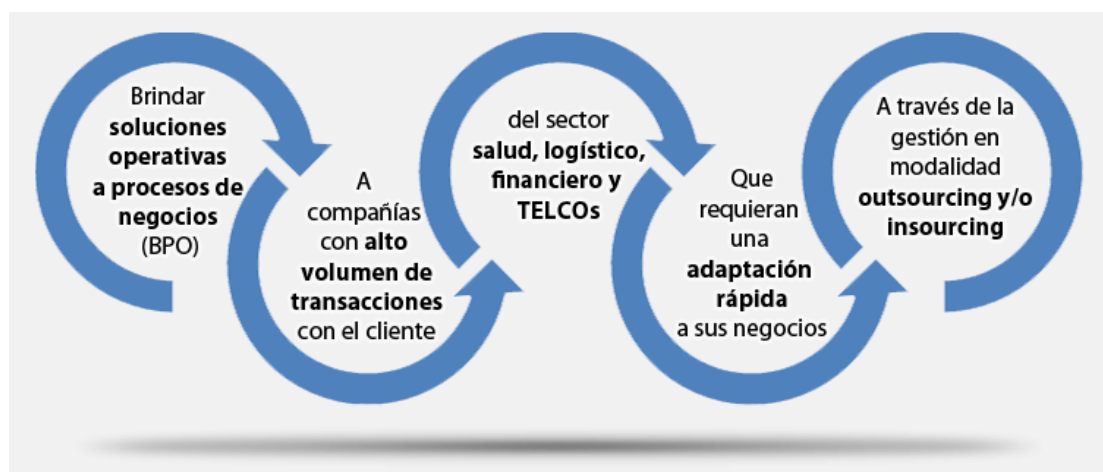 Brindar
soluciones
operativas
a procesos de
negocios
(BPO)
A
compañías
con alto
volumen de
transacciones
con el cliente
del sector
salud, logístico,
financiero y
TELCOs
Que
requieran
una
adaptación
rápida
a sus negocios
A través de la
gestión en
modalidad
outsourcing y/o
insourcing